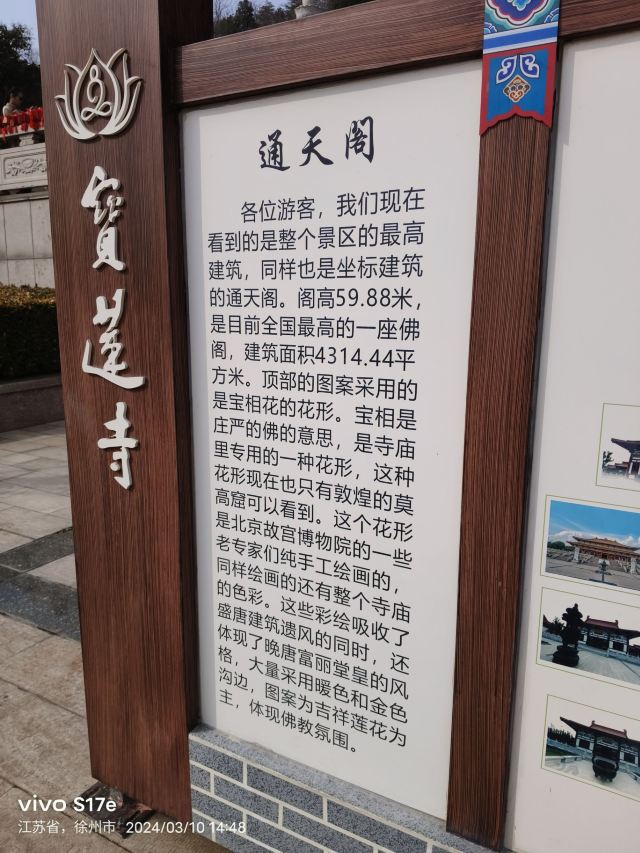 寶蓮寺
通天阁
各位游客，我们现在
看到的是整个景区的最高
建筑，同样也是坐标建筑
的通天阁。阁高59.88米，
是目前全国最高的一座佛
阁，建筑面积4314.44平
方米。顶部的图案采用的
是宝相花的花形。宝相是
庄严的佛的意思，是寺庙
里专用的一种花形，这种
花形现在也只有敦煌的莫
高窟可以看到。这个花形
是北京故宫博物院的一些
老专家们纯手工绘画的，
同样绘画的还有整个寺庙
的色彩。这些彩绘吸收了
盛唐建筑遗风的同时，还
体现了晚唐富丽堂皇的风
格，大量采用暖色和金色
沟边，图案为吉祥莲花为
主，体现佛教氛围。
vivo S17e
江苏省，徐州市 2024/03/10 14:48